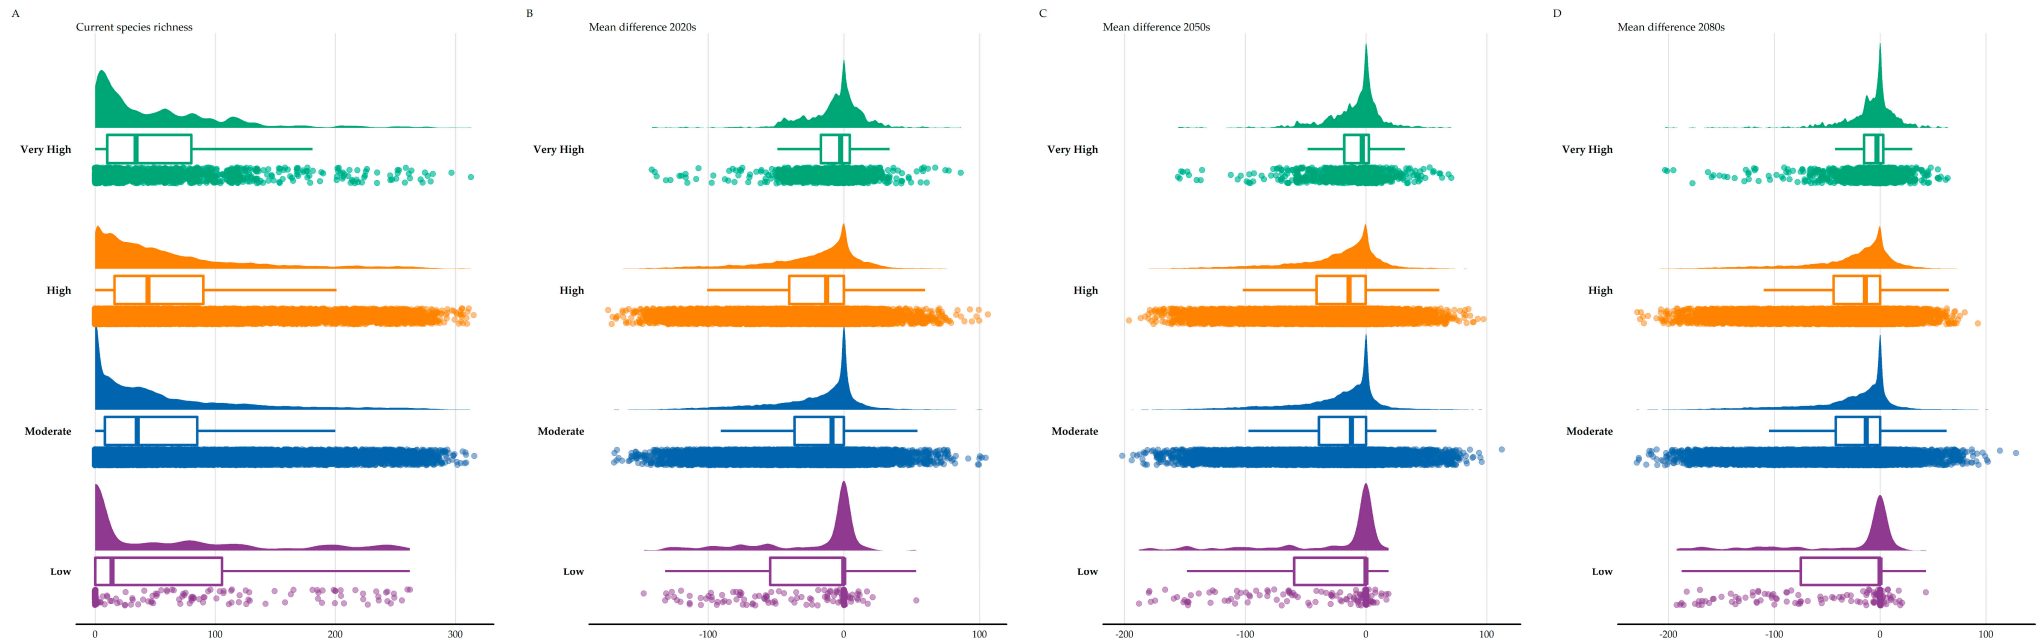 A
Current species richness
Very High
High
Moderate
Low
0 100 200 300
B
Mean difference 2020s
Very High
High
Moderate
Low
-100 0 100
C
Mean difference 2050s
Very High
High
Moderate
Low
-200 -100 0 100
D
Mean difference 2080s
Very High
High
Moderate
Low
-200 -100 0 100